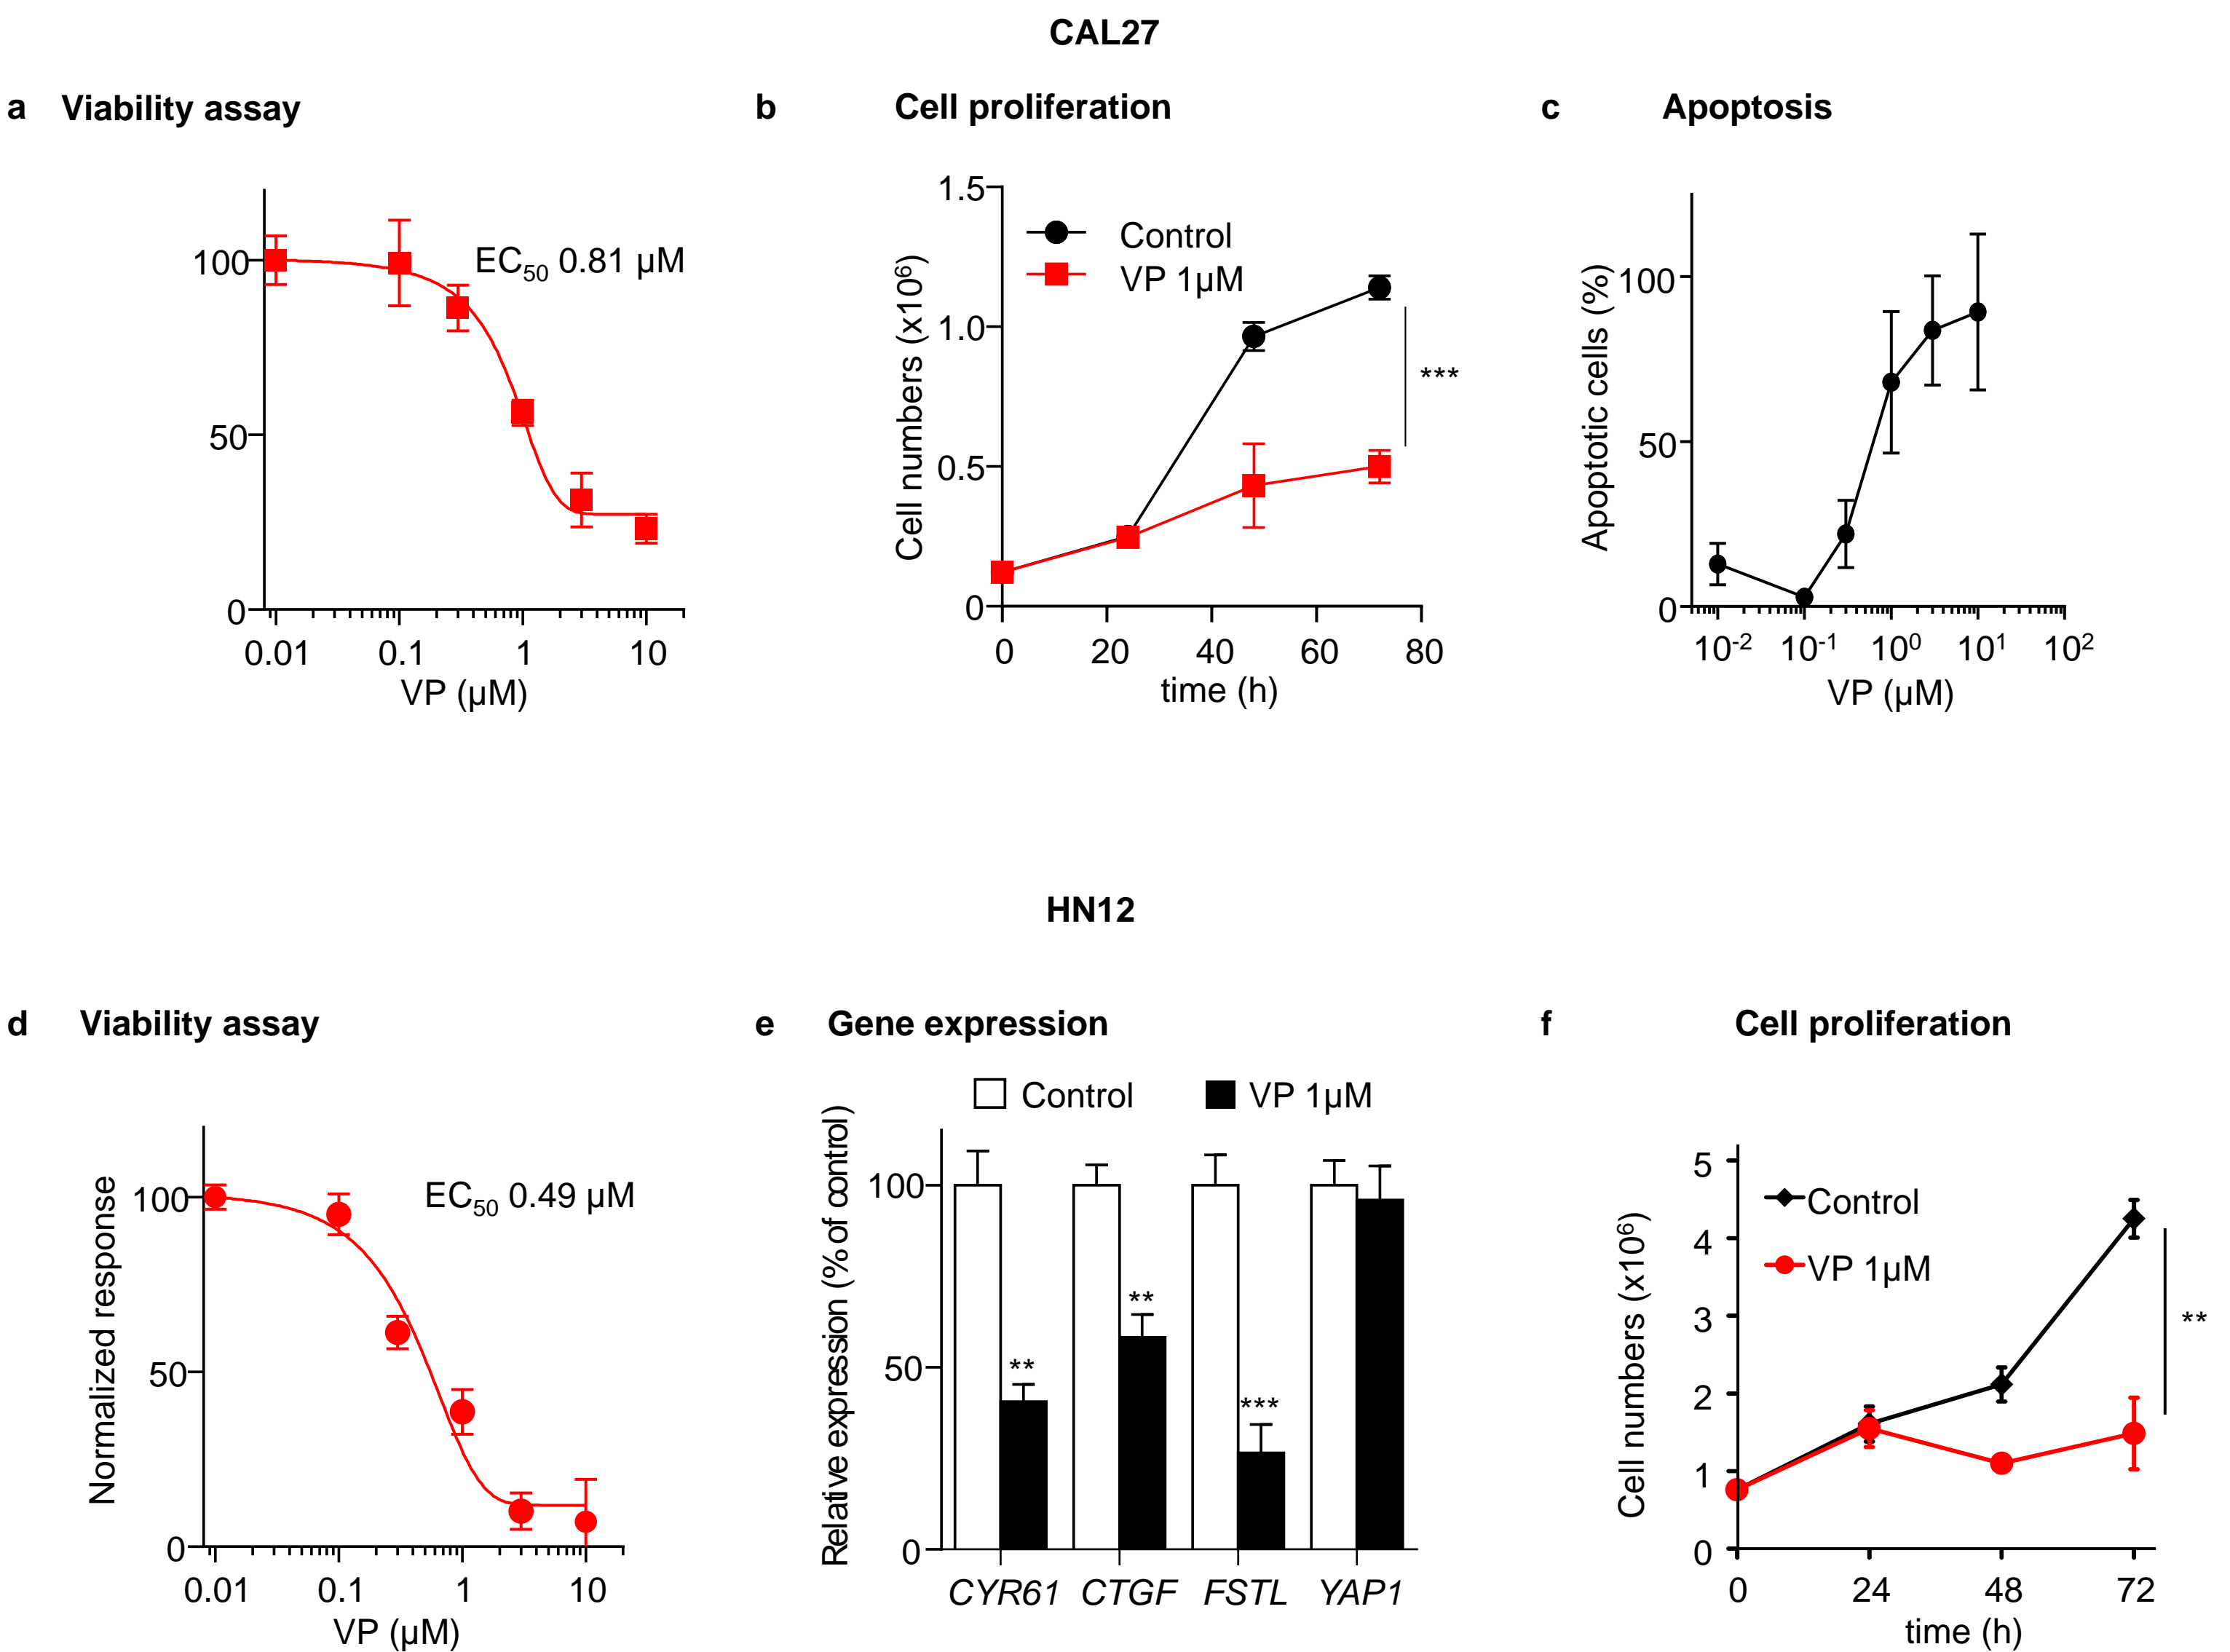 CAL27
a Viability assay
EC50 0.81 µM
100
50
0
0.01 0.1 1 10
VP (µM)
b Cell proliferation
Cell numbers (x10⁶)
1.5
1.0
0.5
0
Control
VP 1µM
***
0 20 40 60 80
time (h)
c Apoptosis
Apoptotic cells (%)
100
50
0
10⁻² 10⁻¹ 10⁰ 10¹ 10²
VP (µM)
HN12
d Viability assay
Normalized response
EC50 0.49 µM
100
50
0
0.01 0.1 1 10
VP (µM)
e Gene expression
Control VP 1µM
Relative expression (% of control)
100
50
0
**
**
***
CYR61 CTGF FSTL YAP1
f Cell proliferation
Cell numbers (x10⁶)
5
4
3
2
1
0
Control
VP 1µM
**
0 24 48 72
time (h)